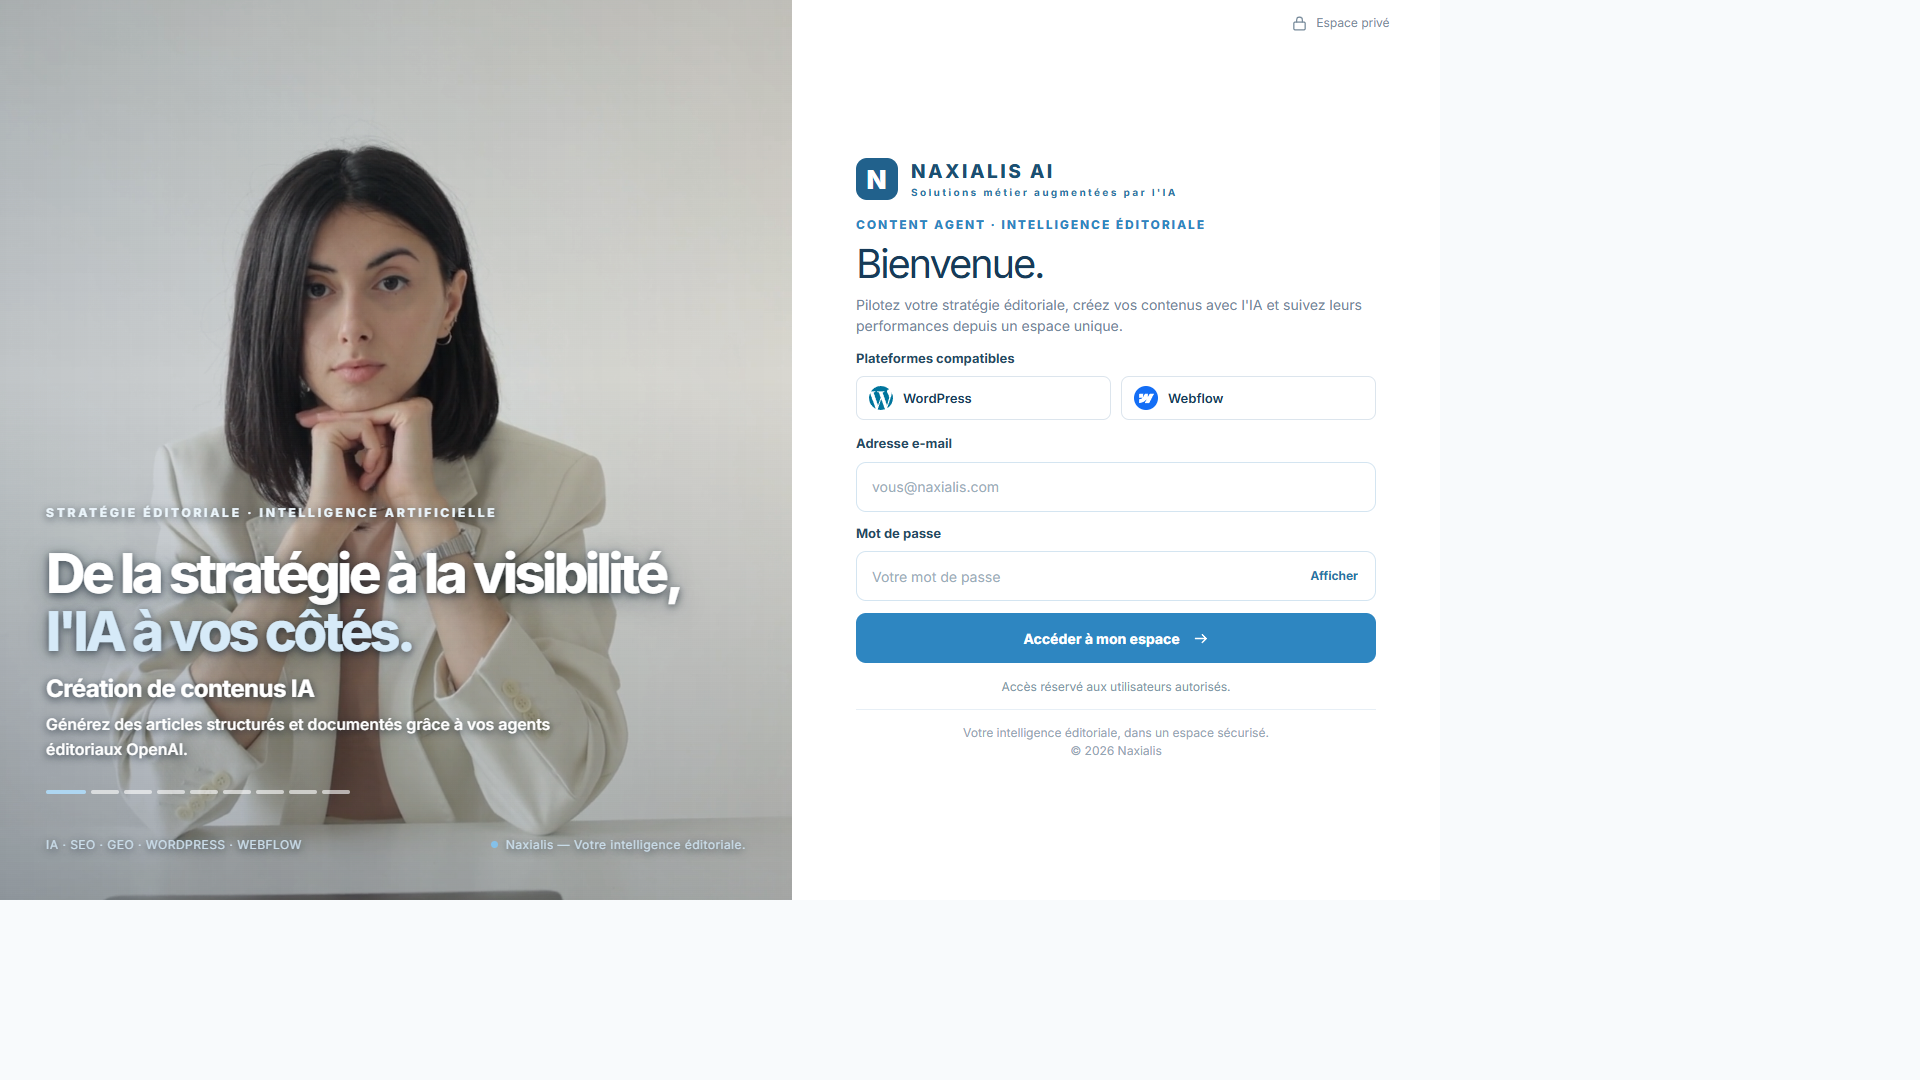 STRATÉGIE ÉDITORIALE · INTELLIGENCE ARTIFICIELLE
De la stratégie à la visibilité,
l'IA à vos côtés.
Création de contenus IA
Générez des articles structurés et documentés grâce à vos agents
éditoriaux OpenAI.
IA · SEO · GEO · WORDPRESS · WEBFLOW
Naxialis — Votre intelligence éditoriale.
Espace privé
N
NAXIALIS AI
Solutions métier augmentées par l'IA
CONTENT AGENT · INTELLIGENCE ÉDITORIALE
Bienvenue.
Pilotez votre stratégie éditoriale, créez vos contenus avec l'IA et suivez leurs
performances depuis un espace unique.
Plateformes compatibles
WordPress
Webflow
Adresse e-mail
vous@naxialis.com
Mot de passe
Votre mot de passe
Afficher
Accéder à mon espace →
Accès réservé aux utilisateurs autorisés.
Votre intelligence éditoriale, dans un espace sécurisé.
© 2026 Naxialis